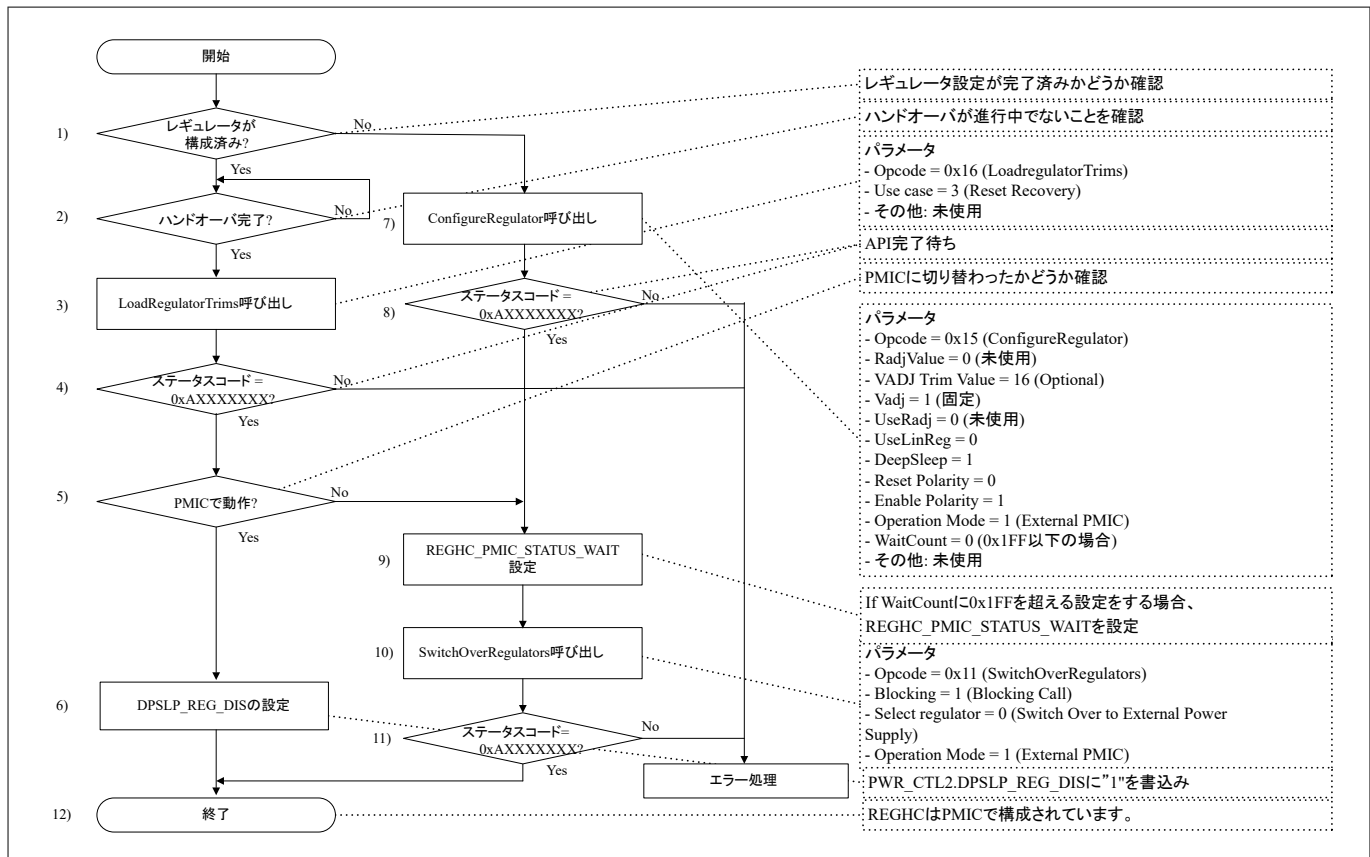 開始
1)
レギュレータが
構成済み?
No
Yes
2)
ハンドオーバ完了?
No
Yes
3)
LoadRegulatorTrims呼び出し
4)
ステータスコード =
0xAXXXXXXX?
No
Yes
5)
PMICで動作?
No
Yes
6)
DPSLP_REG_DISの設定
7)
ConfigureRegulator呼び出し
8)
ステータスコード =
0xAXXXXXXX?
No
Yes
9)
REGHC_PMIC_STATUS_WAIT
設定
10)
SwitchOverRegulators呼び出し
11)
ステータスコード=
0xAXXXXXXX?
No
Yes
エラー処理
12)
終了
レギュレータ設定が完了済みかどうか確認
ハンドオーバが進行中でないことを確認
パラメータ
- Opcode = 0x16 (LoadregulatorTrims)
- Use case = 3 (Reset Recovery)
- その他: 未使用
API完了待ち
PMICに切り替わったかどうか確認
パラメータ
- Opcode = 0x15 (ConfigureRegulator)
- RadjValue = 0 (未使用)
- VADJ Trim Value = 16 (Optional)
- Vadj = 1 (固定)
- UseRadj = 0 (未使用)
- UseLinReg = 0
- DeepSleep = 1
- Reset Polarity = 0
- Enable Polarity = 1
- Operation Mode = 1 (External PMIC)
- WaitCount = 0 (0x1FF以下の場合)
- その他: 未使用
If WaitCountに0x1FFを超える設定をする場合、
REGHC_PMIC_STATUS_WAITを設定
パラメータ
- Opcode = 0x11 (SwitchOverRegulators)
- Blocking = 1 (Blocking Call)
- Select regulator = 0 (Switch Over to External Power
Supply)
- Operation Mode = 1 (External PMIC)
PWR_CTL2.DPSLP_REG_DISに”1"を書込み
REGHCはPMICで構成されています。